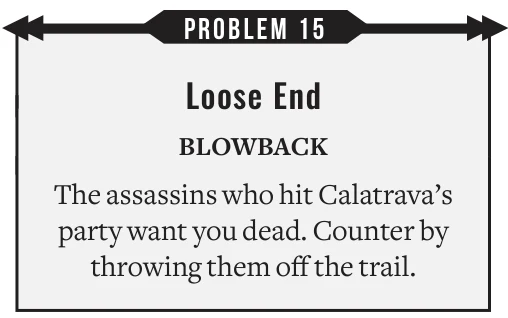 PROBLEM 15
Loose End
BLOWBACK
The assassins who hit Calatrava's
party want you dead. Counter by
throwing them off the trail.